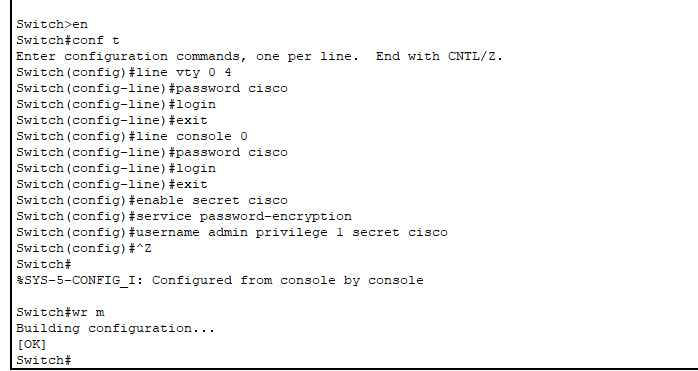 Switch>en
Switch#conf t
Enter configuration commands, one per line.  End with CNTL/Z.
Switch(config)#line vty 0 4
Switch(config-line)#password cisco
Switch(config-line)#login
Switch(config-line)#exit
Switch(config)#line console 0
Switch(config-line)#password cisco
Switch(config-line)#login
Switch(config-line)#exit
Switch(config)#enable secret cisco
Switch(config)#service password-encryption
Switch(config)#username admin privilege 1 secret cisco
Switch(config)#^Z
Switch#
%SYS-5-CONFIG_I: Configured from console by console
Switch#wr m
Building configuration...
[OK]
Switch#